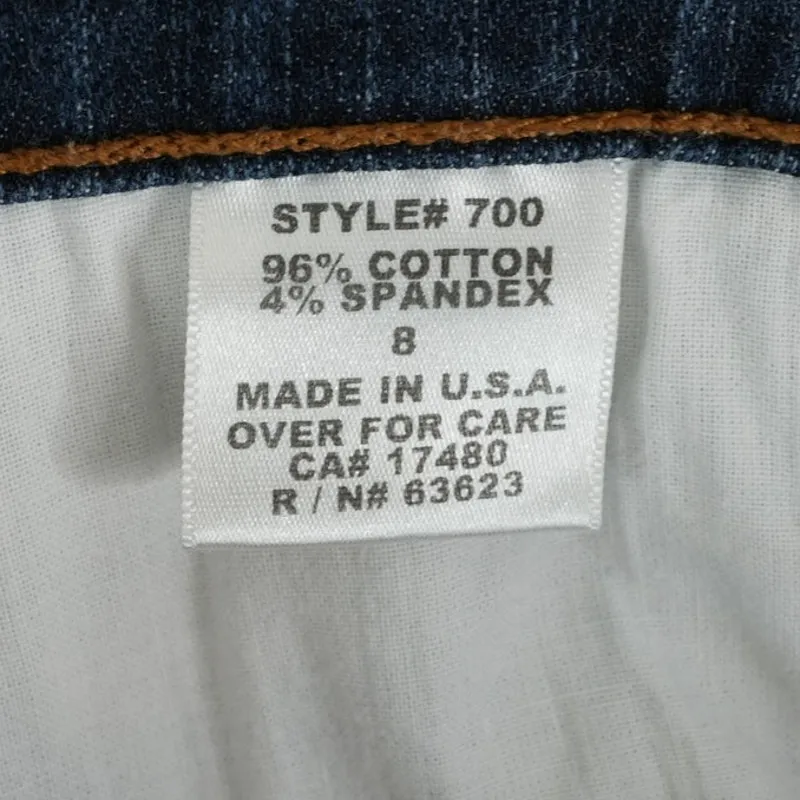 STYLE# 700
96% COTTON
4% SPANDEX
8
MADE IN U.S.A.
OVER FOR CARE
CA# 17480
R / N# 63623